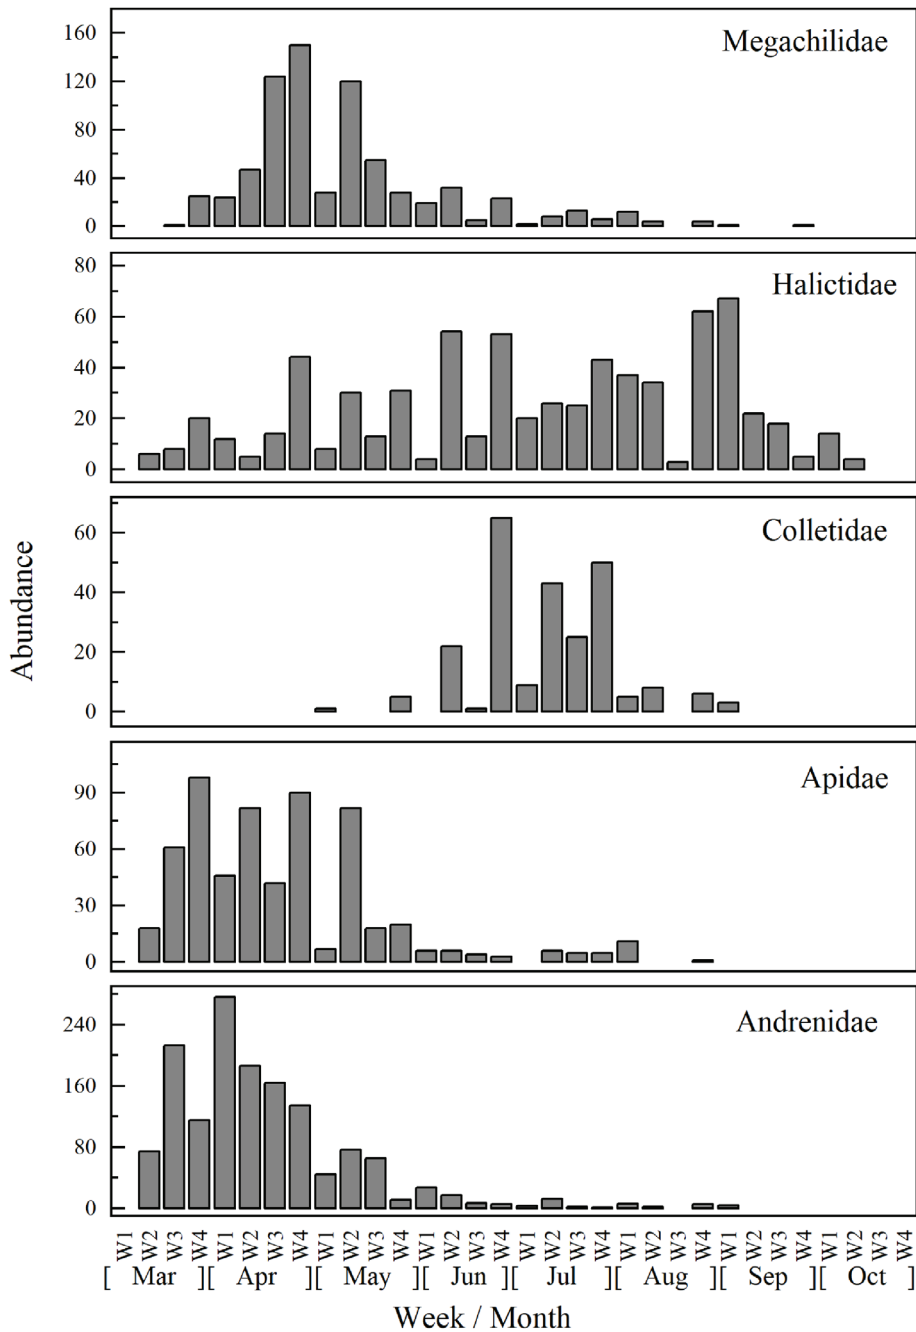 Megachilidae
160
120
80
40
0
Halictidae
80
60
40
20
0
Colletidae
60
40
20
0
Abundance
Apidae
90
60
30
0
Andrenidae
240
160
80
0
W1 W2 W3 W4 W1 W2 W3 W4 W1 W2 W3 W4 W1 W2 W3 W4 W1 W2 W3 W4 W1 W2 W3 W4 W1 W2 W3 W4 W1 W2 W3 W4
[ Mar ][ Apr ][ May ][ Jun ][ Jul ][ Aug ][ Sep ][ Oct ]
Week / Month